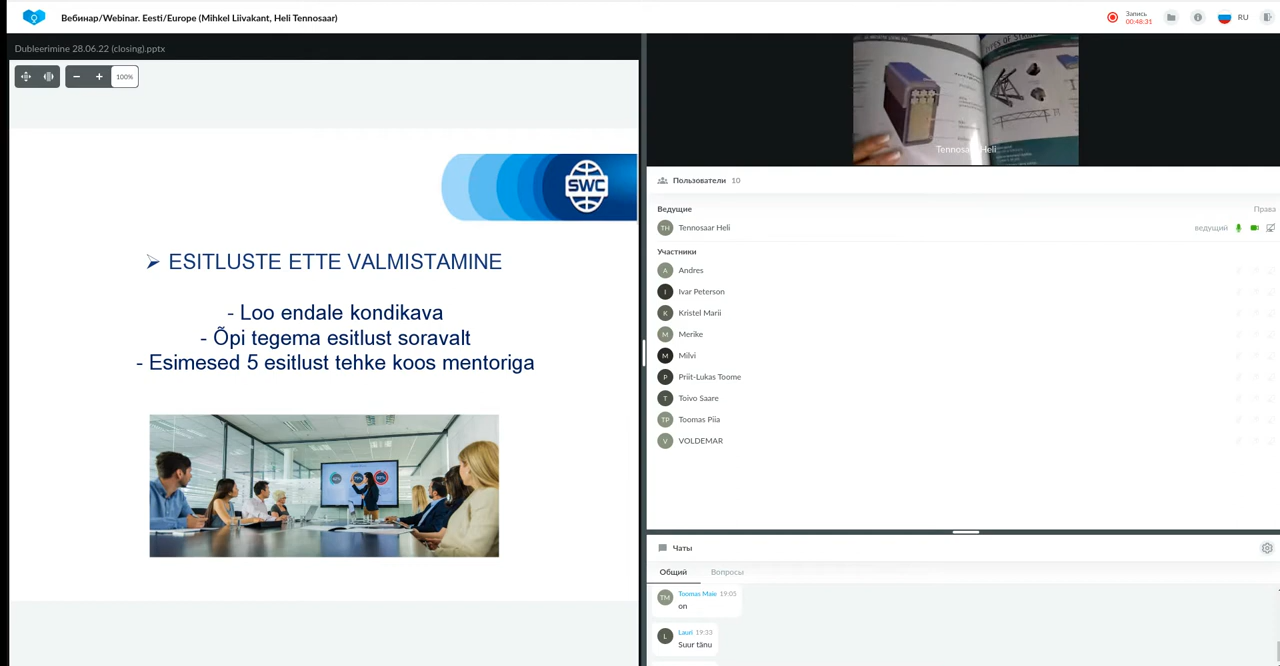 Вебинар/Webinar. Eesti/Europe (Mihkel Liivakant, Heli Tennosaar)
Запись
00:48:31
RU
Dubleerimine 28.06.22 (closing).pptx
100%
SWC
➢ ESITLUSTE ETTE VALMISTAMINE
- Loo endale kondikava
- Õpi tegema esitlust soravalt
- Esimesed 5 esitlust tehke koos mentoriga
Tennosaar Heli
Пользователи 10
Ведущие
Права
TH Tennosaar Heli
ведущий
Участники
A Andres
I Ivar Peterson
K Kristel Marii
M Merike
M Milvi
P Priit-Lukas Toome
T Toivo Saare
TP Toomas Piia
V VOLDEMAR
Чаты
Общий
Вопросы
TM Toomas Maie 19:05
on
L Lauri 19:33
Suur tänu